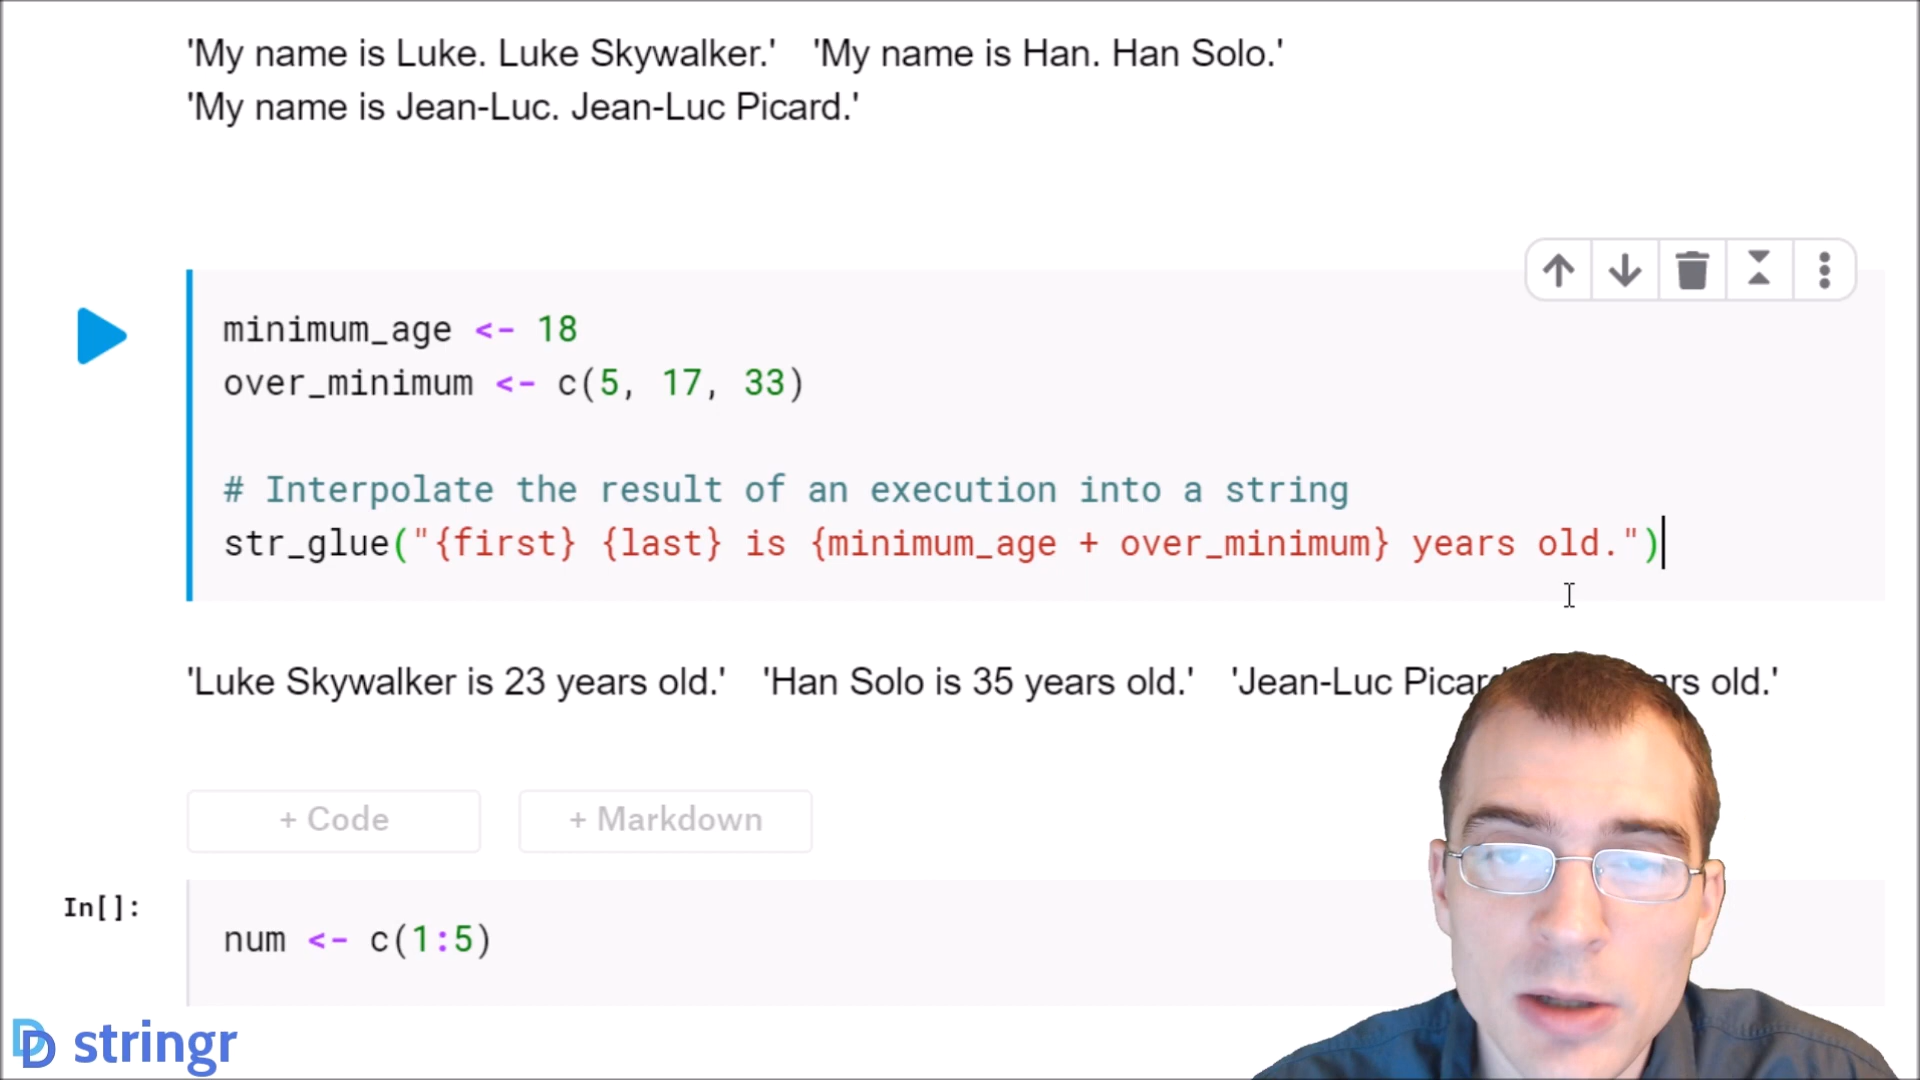 'My name is Luke. Luke Skywalker.' 'My name is Han. Han Solo.'
'My name is Jean-Luc. Jean-Luc Picard.'
minimum_age <- 18
over_minimum <- c(5, 17, 33)
# Interpolate the result of an execution into a string
str_glue("{first} {last} is {minimum_age + over_minimum} years old.")
'Luke Skywalker is 23 years old.' 'Han Solo is 35 years old.' 'Jean-Luc old.'
+ Code + Markdown
In[]:
num <- c(1:5)
stringr